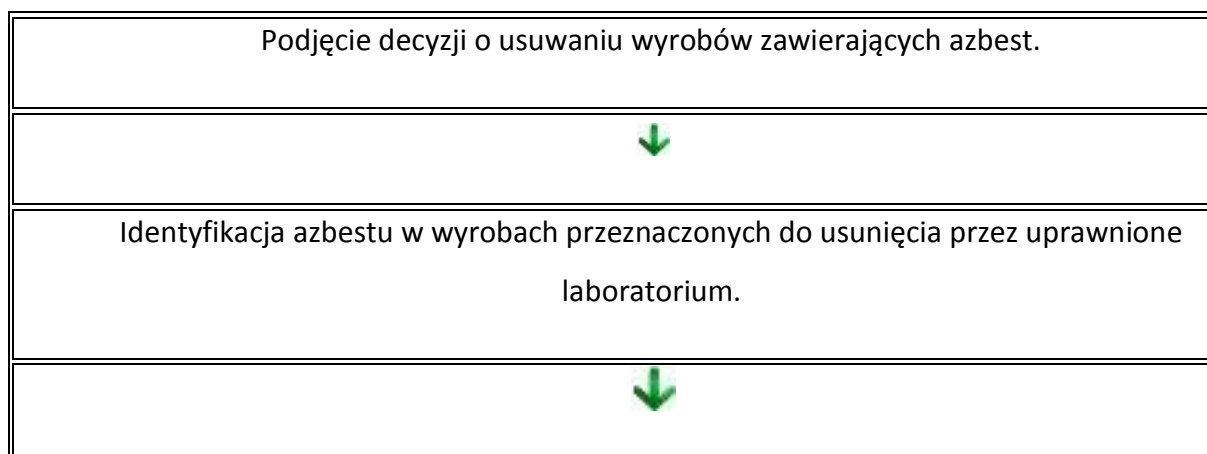 Podjęcie decyzji o usuwaniu wyrobów zawierających azbest.
Identyfikacja azbestu w wyrobach przeznaczonych do usunięcia przez uprawnione
laboratorium.